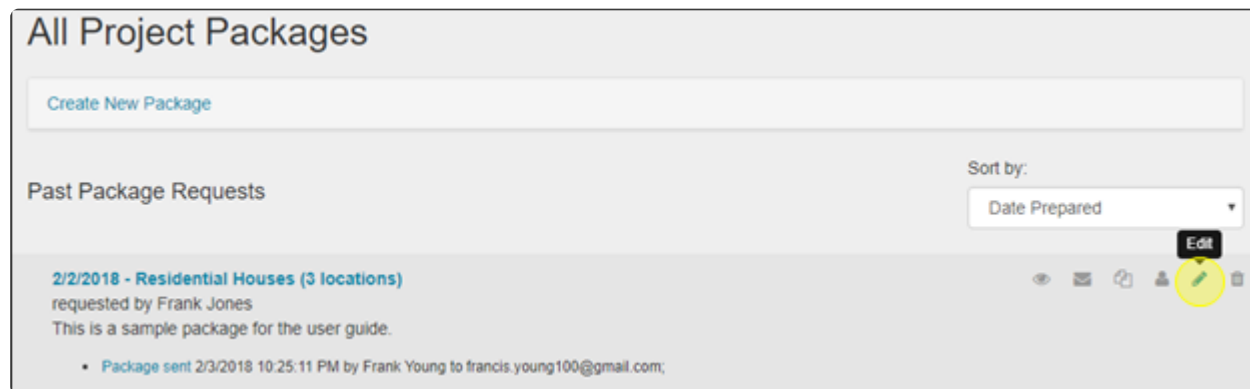 All Project Packages
Create New Package
Sort by:
Past Package Requests
Date Prepared
Edit
2/2/2018 - Residential Houses (3 locations)
requested by Frank Jones
This is a sample package for the user guide.
• Package sent 2/3/2018 10:25:11 PM by Frank Young to francis.young100@gmail.com;